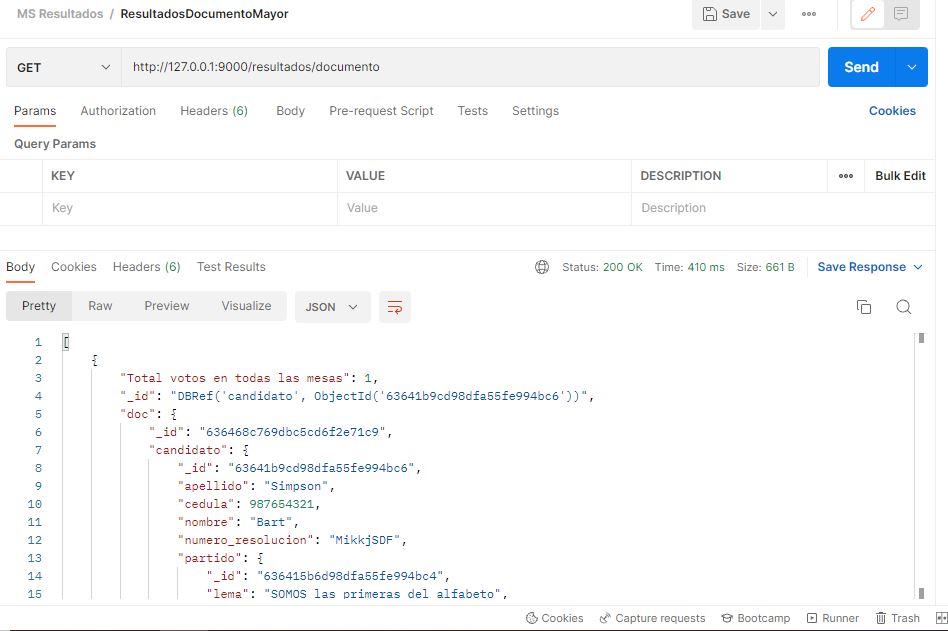 MS Resultados / ResultadosDocumentoMayor
Save
GET http://127.0.0.1:9000/resultados/documento Send
Params Authorization Headers (6) Body Pre-request Script Tests Settings Cookies
Query Params
KEY VALUE DESCRIPTION Bulk Edit
Key Value Description
Body Cookies Headers (6) Test Results Status: 200 OK Time: 410 ms Size: 661 B Save Response
Pretty Raw Preview Visualize JSON
1 [
2 {
3 "Total votos en todas las mesas": 1,
4 "_id": "DBRef('candidato', ObjectId('63641b9cd98dfa55fe994bc6'))",
5 "doc": {
6 "_id": "636468c769dbc5cd6f2e71c9",
7 "candidato": {
8 "_id": "63641b9cd98dfa55fe994bc6",
9 "apellido": "Simpson",
10 "cedula": 987654321,
11 "nombre": "Bart",
12 "numero_resolucion": "MikkjSDF",
13 "partido": {
14 "_id": "636415b6d98dfa55fe994bc4",
15 "lema": "SOMOS las primeras del alfabeto",
Cookies Capture requests Bootcamp Runner Trash